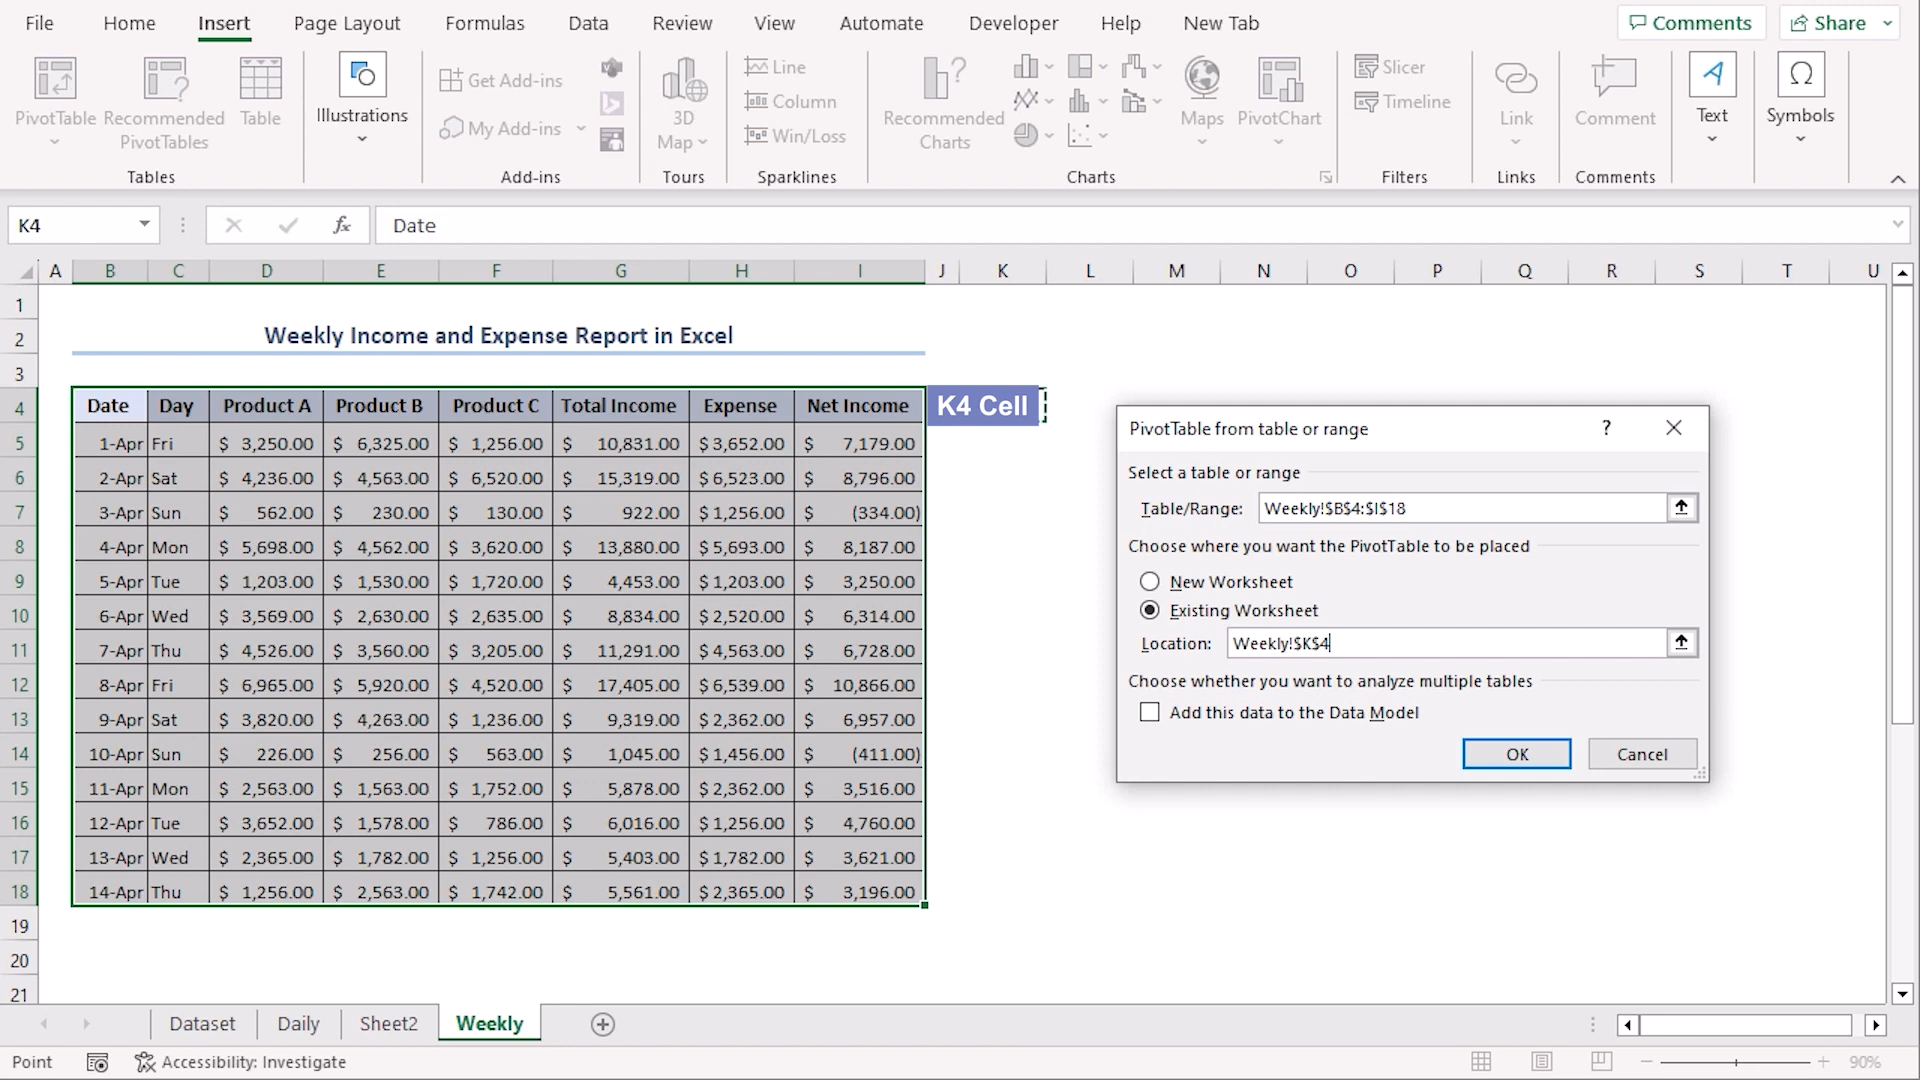 File Home Insert Page Layout Formulas Data Review View Automate Developer Help New Tab Comments Share
PivotTable Recommended PivotTables Table Illustrations Get Add-ins My Add-ins 3D Map Line Column Win/Loss Recommended Charts Maps PivotChart Slicer Timeline Link Comment Text Symbols
Tables Add-ins Tours Sparklines Charts Filters Links Comments
K4 fx Date
A B C D E F G H I J K L M N O P Q R S T U
1
2 Weekly Income and Expense Report in Excel
3
4 Date Day Product A Product B Product C Total Income Expense Net Income K4 Cell
5 1-Apr Fri $ 3,250.00 $ 6,325.00 $ 1,256.00 $ 10,831.00 $ 3,652.00 $ 7,179.00
6 2-Apr Sat $ 4,236.00 $ 4,563.00 $ 6,520.00 $ 15,319.00 $ 6,523.00 $ 8,796.00
7 3-Apr Sun $ 562.00 $ 230.00 $ 130.00 $ 922.00 $ 1,256.00 $ (334.00)
8 4-Apr Mon $ 5,698.00 $ 4,562.00 $ 3,620.00 $ 13,880.00 $ 5,693.00 $ 8,187.00
9 5-Apr Tue $ 1,203.00 $ 1,530.00 $ 1,720.00 $ 4,453.00 $ 1,203.00 $ 3,250.00
10 6-Apr Wed $ 3,569.00 $ 2,630.00 $ 2,635.00 $ 8,834.00 $ 2,520.00 $ 6,314.00
11 7-Apr Thu $ 4,526.00 $ 3,560.00 $ 3,205.00 $ 11,291.00 $ 4,563.00 $ 6,728.00
12 8-Apr Fri $ 6,965.00 $ 5,920.00 $ 4,520.00 $ 17,405.00 $ 6,539.00 $ 10,866.00
13 9-Apr Sat $ 3,820.00 $ 4,263.00 $ 1,236.00 $ 9,319.00 $ 2,362.00 $ 6,957.00
14 10-Apr Sun $ 226.00 $ 256.00 $ 563.00 $ 1,045.00 $ 1,456.00 $ (411.00)
15 11-Apr Mon $ 2,563.00 $ 1,563.00 $ 1,752.00 $ 5,878.00 $ 2,362.00 $ 3,516.00
16 12-Apr Tue $ 3,652.00 $ 1,578.00 $ 786.00 $ 6,016.00 $ 1,256.00 $ 4,760.00
17 13-Apr Wed $ 2,365.00 $ 1,782.00 $ 1,256.00 $ 5,403.00 $ 1,782.00 $ 3,621.00
18 14-Apr Thu $ 1,256.00 $ 2,563.00 $ 1,742.00 $ 5,561.00 $ 2,365.00 $ 3,196.00
19
20
21
PivotTable from table or range ?
Select a table or range
Table/Range: Weekly!$B$4:$I$18
Choose where you want the PivotTable to be placed
New Worksheet
Existing Worksheet
Location: Weekly!$K$4
Choose whether you want to analyze multiple tables
Add this data to the Data Model
OK Cancel
Dataset Daily Sheet2 Weekly
Point Accessibility: Investigate 90%